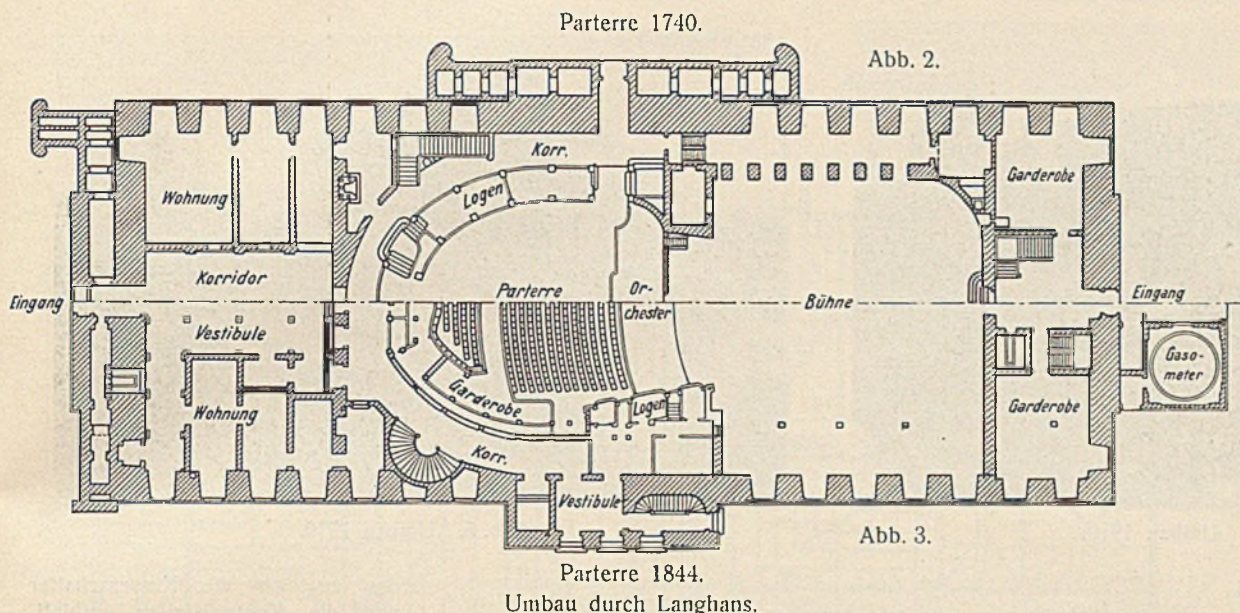 Parterre 1740.
Abb. 2.
Korr.
Wohnung
Logen
Garderobe
Korridor
Eingang
Parterre
Or-
chester
Bühne
Eingang
Vestibule
Gaso-
meter
Wohnung
Garderobe
Logen
Garderobe
Korr.
Vestibule
Abb. 3.
Parterre 1844.
Umbau durch Langhans.